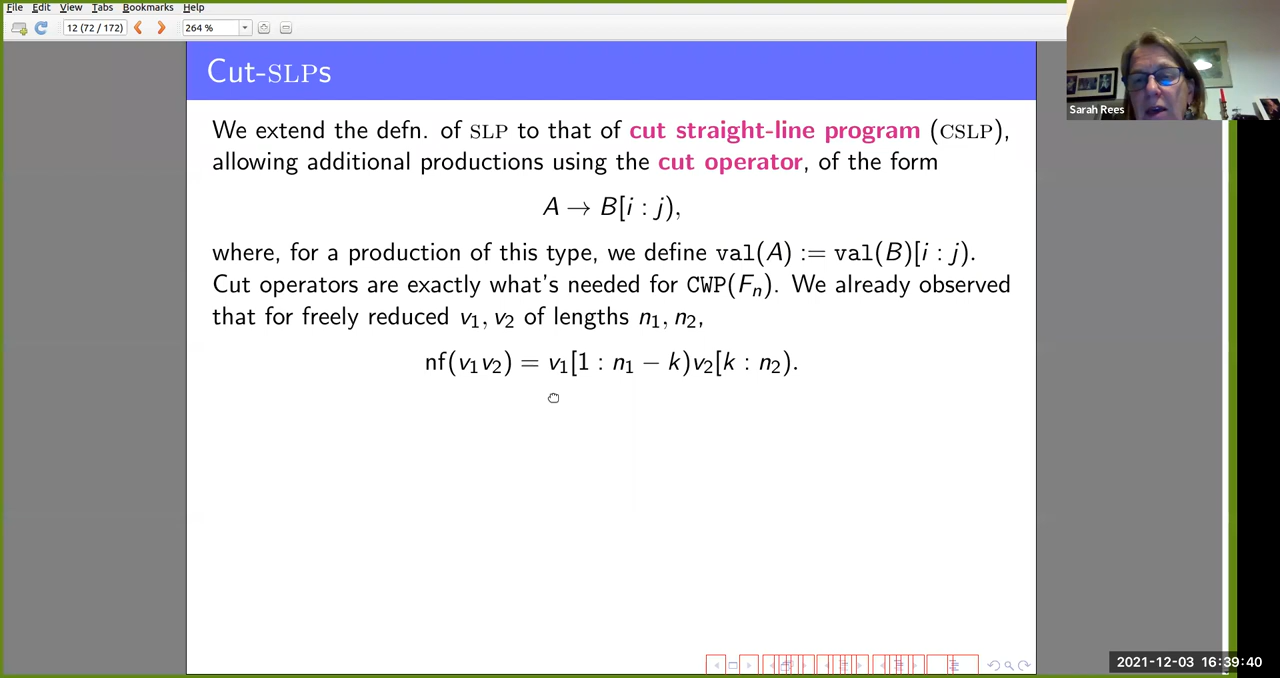 File Edit View Tabs Bookmarks Help
12 (72 / 172) 264 %
Sarah Rees
Cut-SLPs
We extend the defn. of SLP to that of cut straight-line program (CSLP),
allowing additional productions using the cut operator, of the form
A → B[i : j),
where, for a production of this type, we define val(A) := val(B)[i : j).
Cut operators are exactly what's needed for CWP(Fₙ). We already observed
that for freely reduced v₁, v₂ of lengths n₁, n₂,
nf(v₁v₂) = v₁[1 : n₁ − k)v₂[k : n₂).
2021-12-03 16:39:40